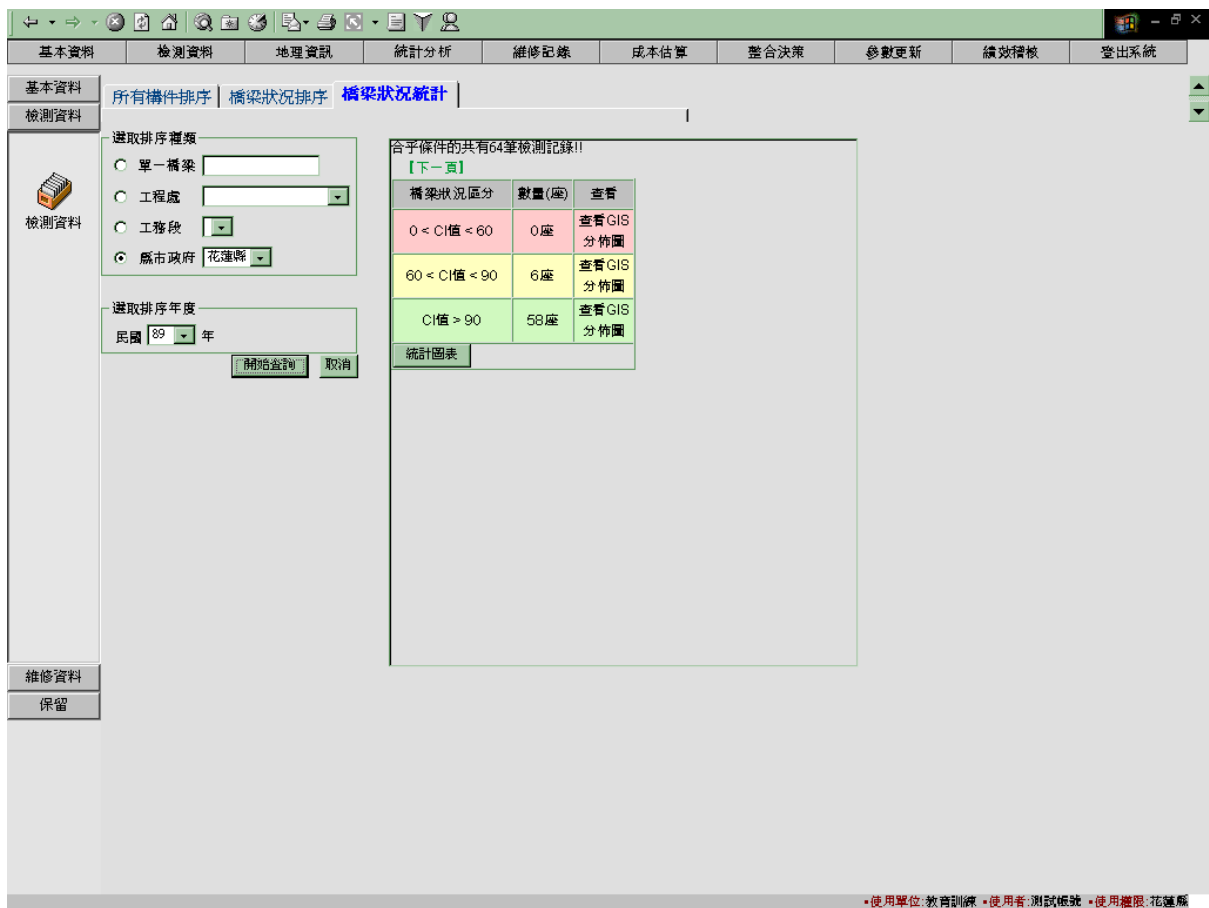 基本資料 檢測資料 地理資訊 統計分析 維修記錄 成本估算 整合決策 參數更新 績效稽核 登出系統
基本資料
檢測資料
檢測資料
維修資料
保留
所有構件排序 橋梁狀況排序 橋梁狀況統計
選取排序種類
單一橋梁
工程處
工務段
縣市政府 花蓮縣
選取排序年度
民國 89 年
開始查詢 取消
合乎條件的共有64筆檢測記錄!!
【下一頁】
橋梁狀況區分 數量(座) 查看
0 < CI值 < 60 0座 查看GIS分佈圖
60 < CI值 < 90 6座 查看GIS分佈圖
CI值 > 90 58座 查看GIS分佈圖
統計圖表
▪使用單位:教育訓練 ▪使用者:測試帳號 ▪使用權限:花蓮縣